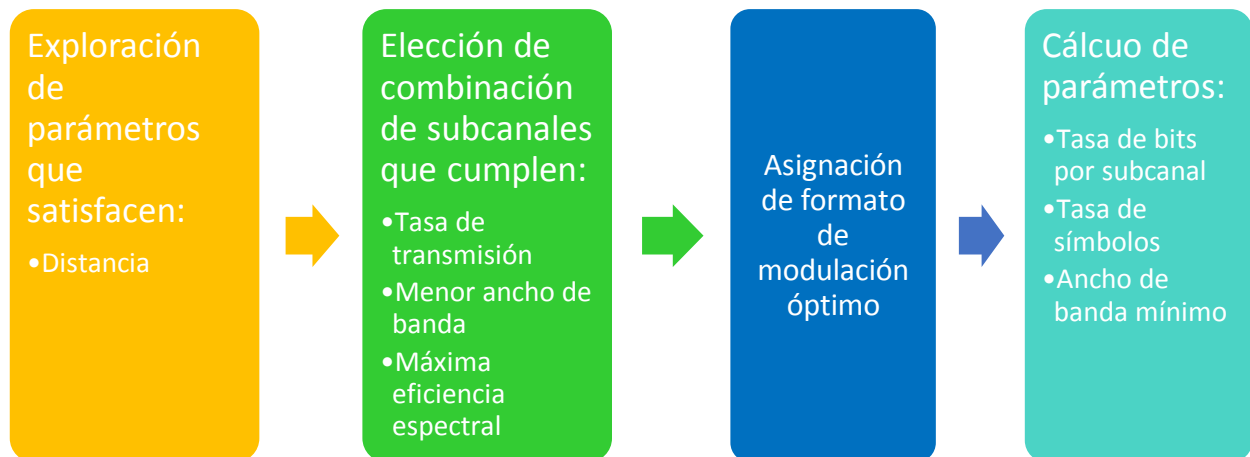 Exploración
de
parámetros
que
satisfacen:
•Distancia
Elección de
combinación
de subcanales
que cumplen:
•Tasa de
transmisión
•Menor ancho de
banda
•Máxima
eficiencia
espectral
Asignación
de formato
de
modulación
óptimo
Cálcuo de
parámetros:
•Tasa de bits
por subcanal
•Tasa de
símbolos
•Ancho de
banda mínimo